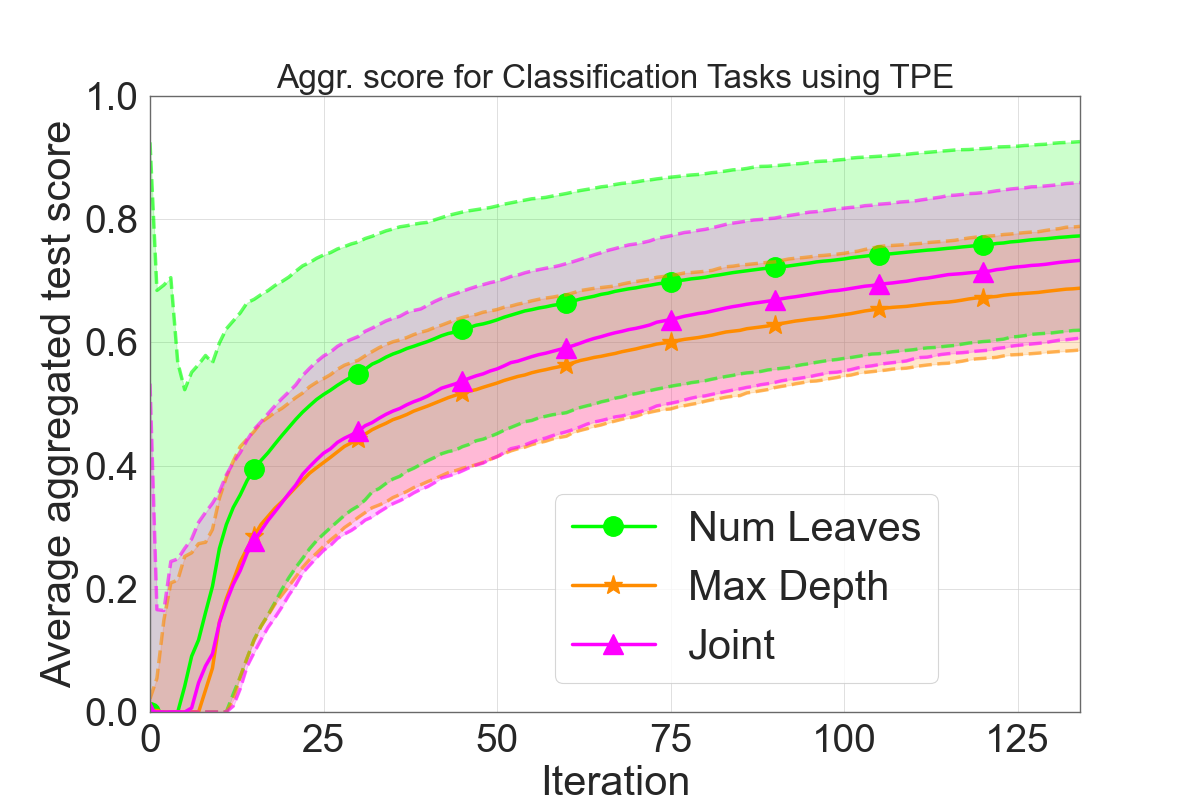 Aggr. score for Classification Tasks using TPE
Average aggregated test score
1.0
0.8
0.6
0.4
0.2
0.0
Num Leaves
Max Depth
Joint
0 25 50 75 100 125
Iteration